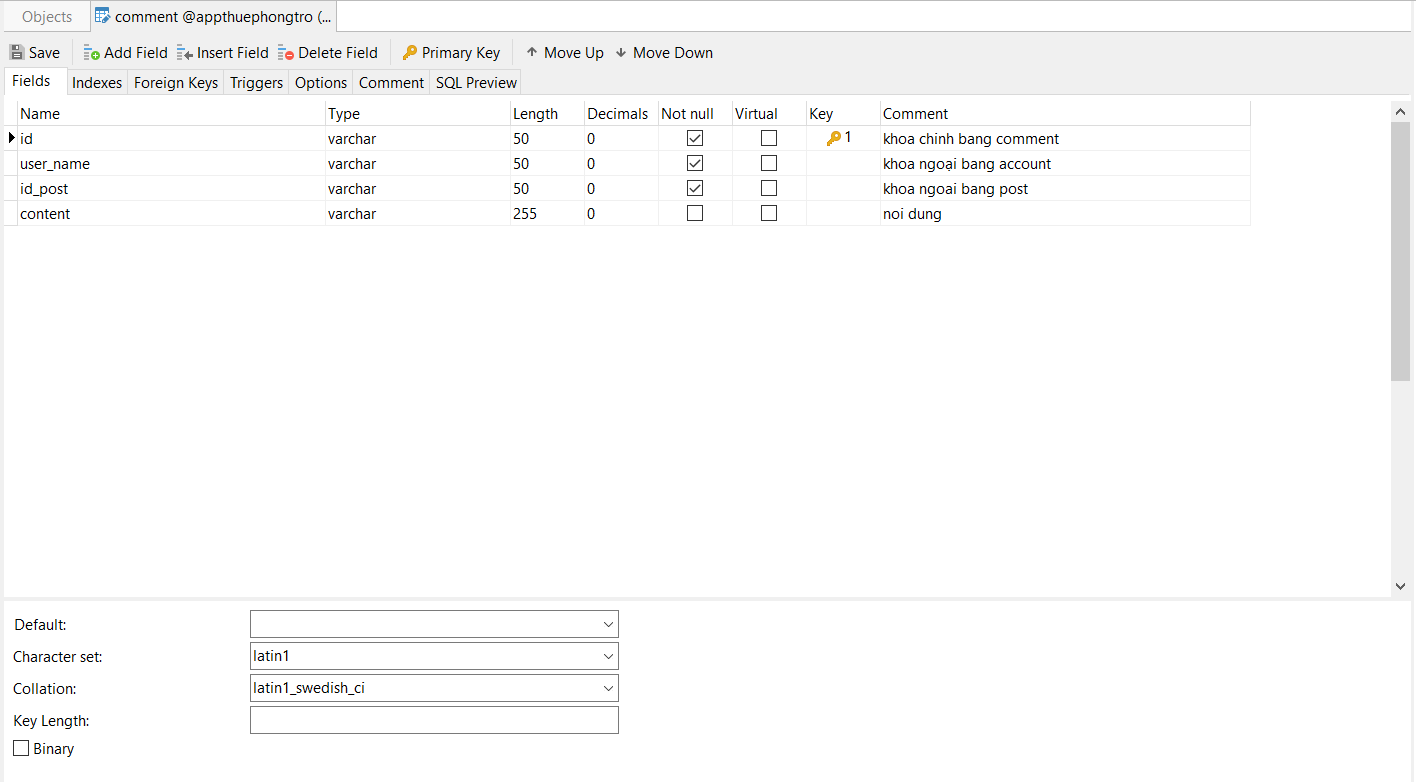 Objects comment @appthuephongtro (...
Save Add Field Insert Field Delete Field Primary Key Move Up Move Down
Fields Indexes Foreign Keys Triggers Options Comment SQL Preview
Name Type Length Decimals Not null Virtual Key Comment
id varchar 50 0 1 khoa chinh bang comment
user_name varchar 50 0 khoa ngoại bang account
id_post varchar 50 0 khoa ngoai bang post
content varchar 255 0 noi dung
Default:
Character set: latin1
Collation: latin1_swedish_ci
Key Length:
Binary